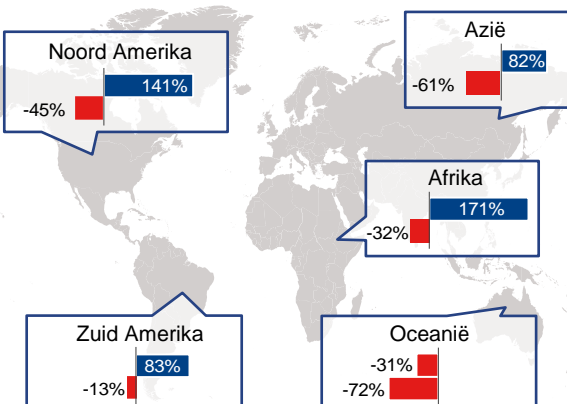 Noord Amerika
141%
-45%
Azië
82%
-61%
Afrika
171%
-32%
Zuid Amerika
83%
-13%
Oceanië
-31%
-72%